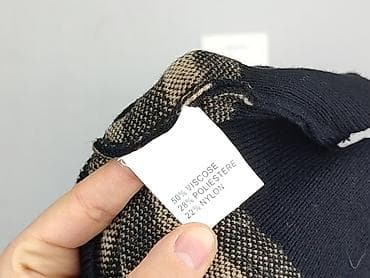 50% VISCOSE
28% POLIESTERE
22% NYLON